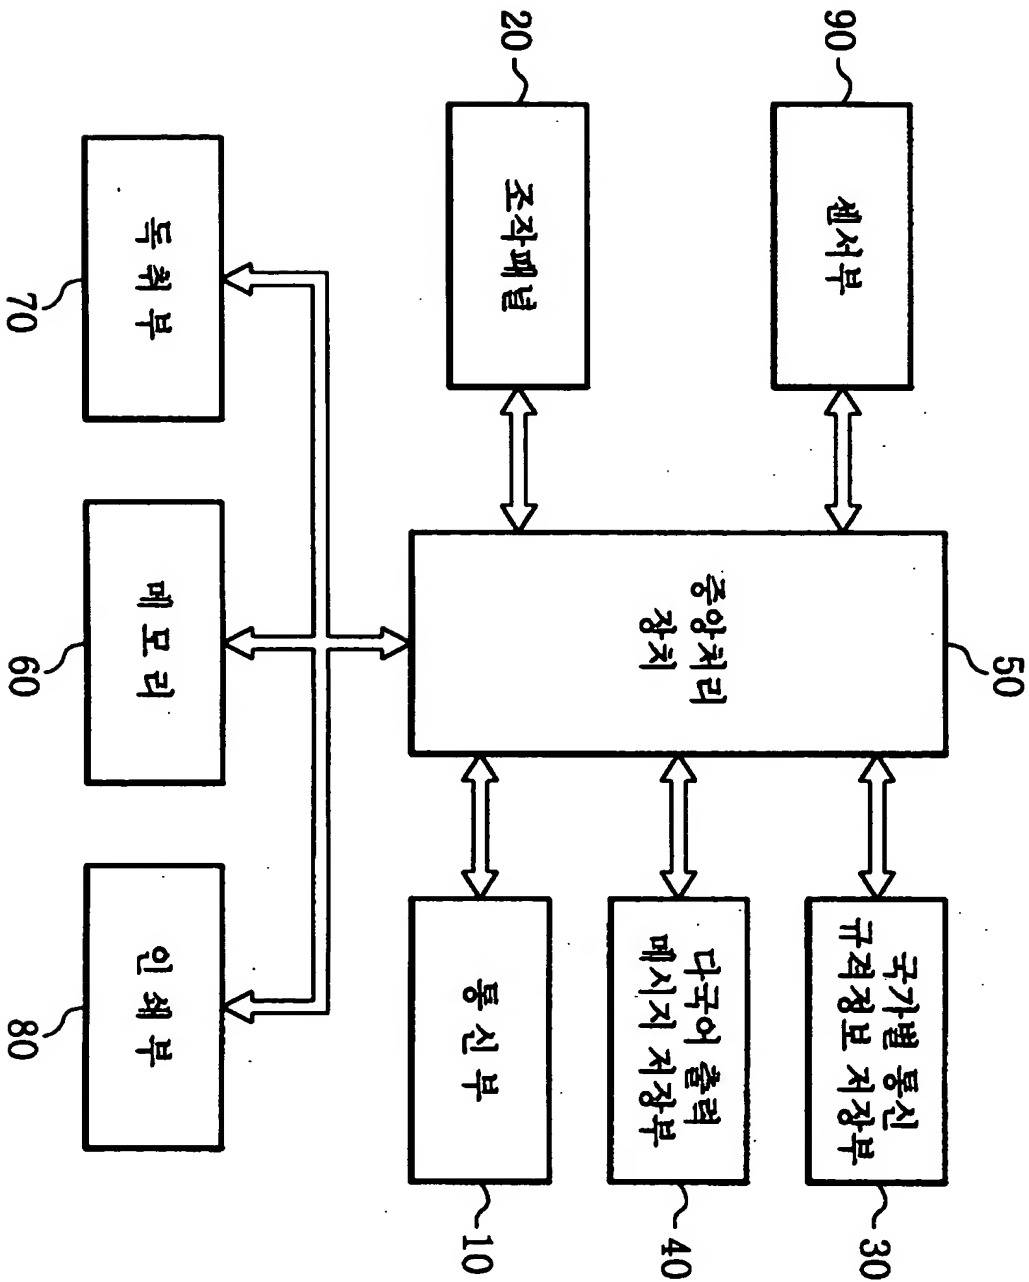 90
센서부
20
조작패널
50
중앙처리
장치
30
국가별 통신
규격정보 저장부
40
다국어 출력
메시지 저장부
10
통신부
70
독취부
60
메모리
80
인쇄부